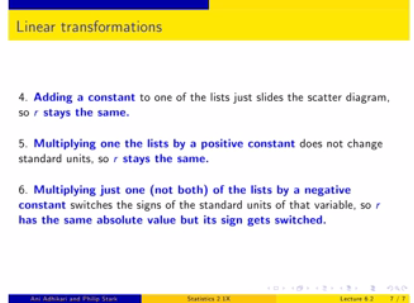 Linear transformations
4. Adding a constant to one of the lists just slides the scatter diagram,
so r stays the same.
5. Multiplying one the lists by a positive constant does not change
standard units, so r stays the same.
6. Multiplying just one (not both) of the lists by a negative
constant switches the signs of the standard units of that variable, so r
has the same absolute value but its sign gets switched.
Ani Adhikari and Philip Stark Statistics 2.1X Lecture 6.2 7 / 7